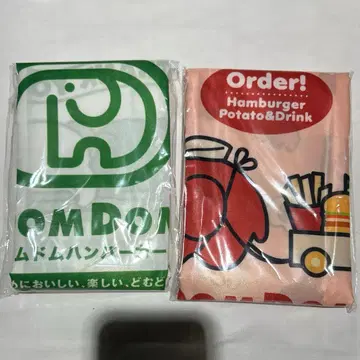 OMDOM
ムドムハンバーガー
においしい、楽しい、どむど
Order!
Hamburger
Potato&Drink
DOMDOM